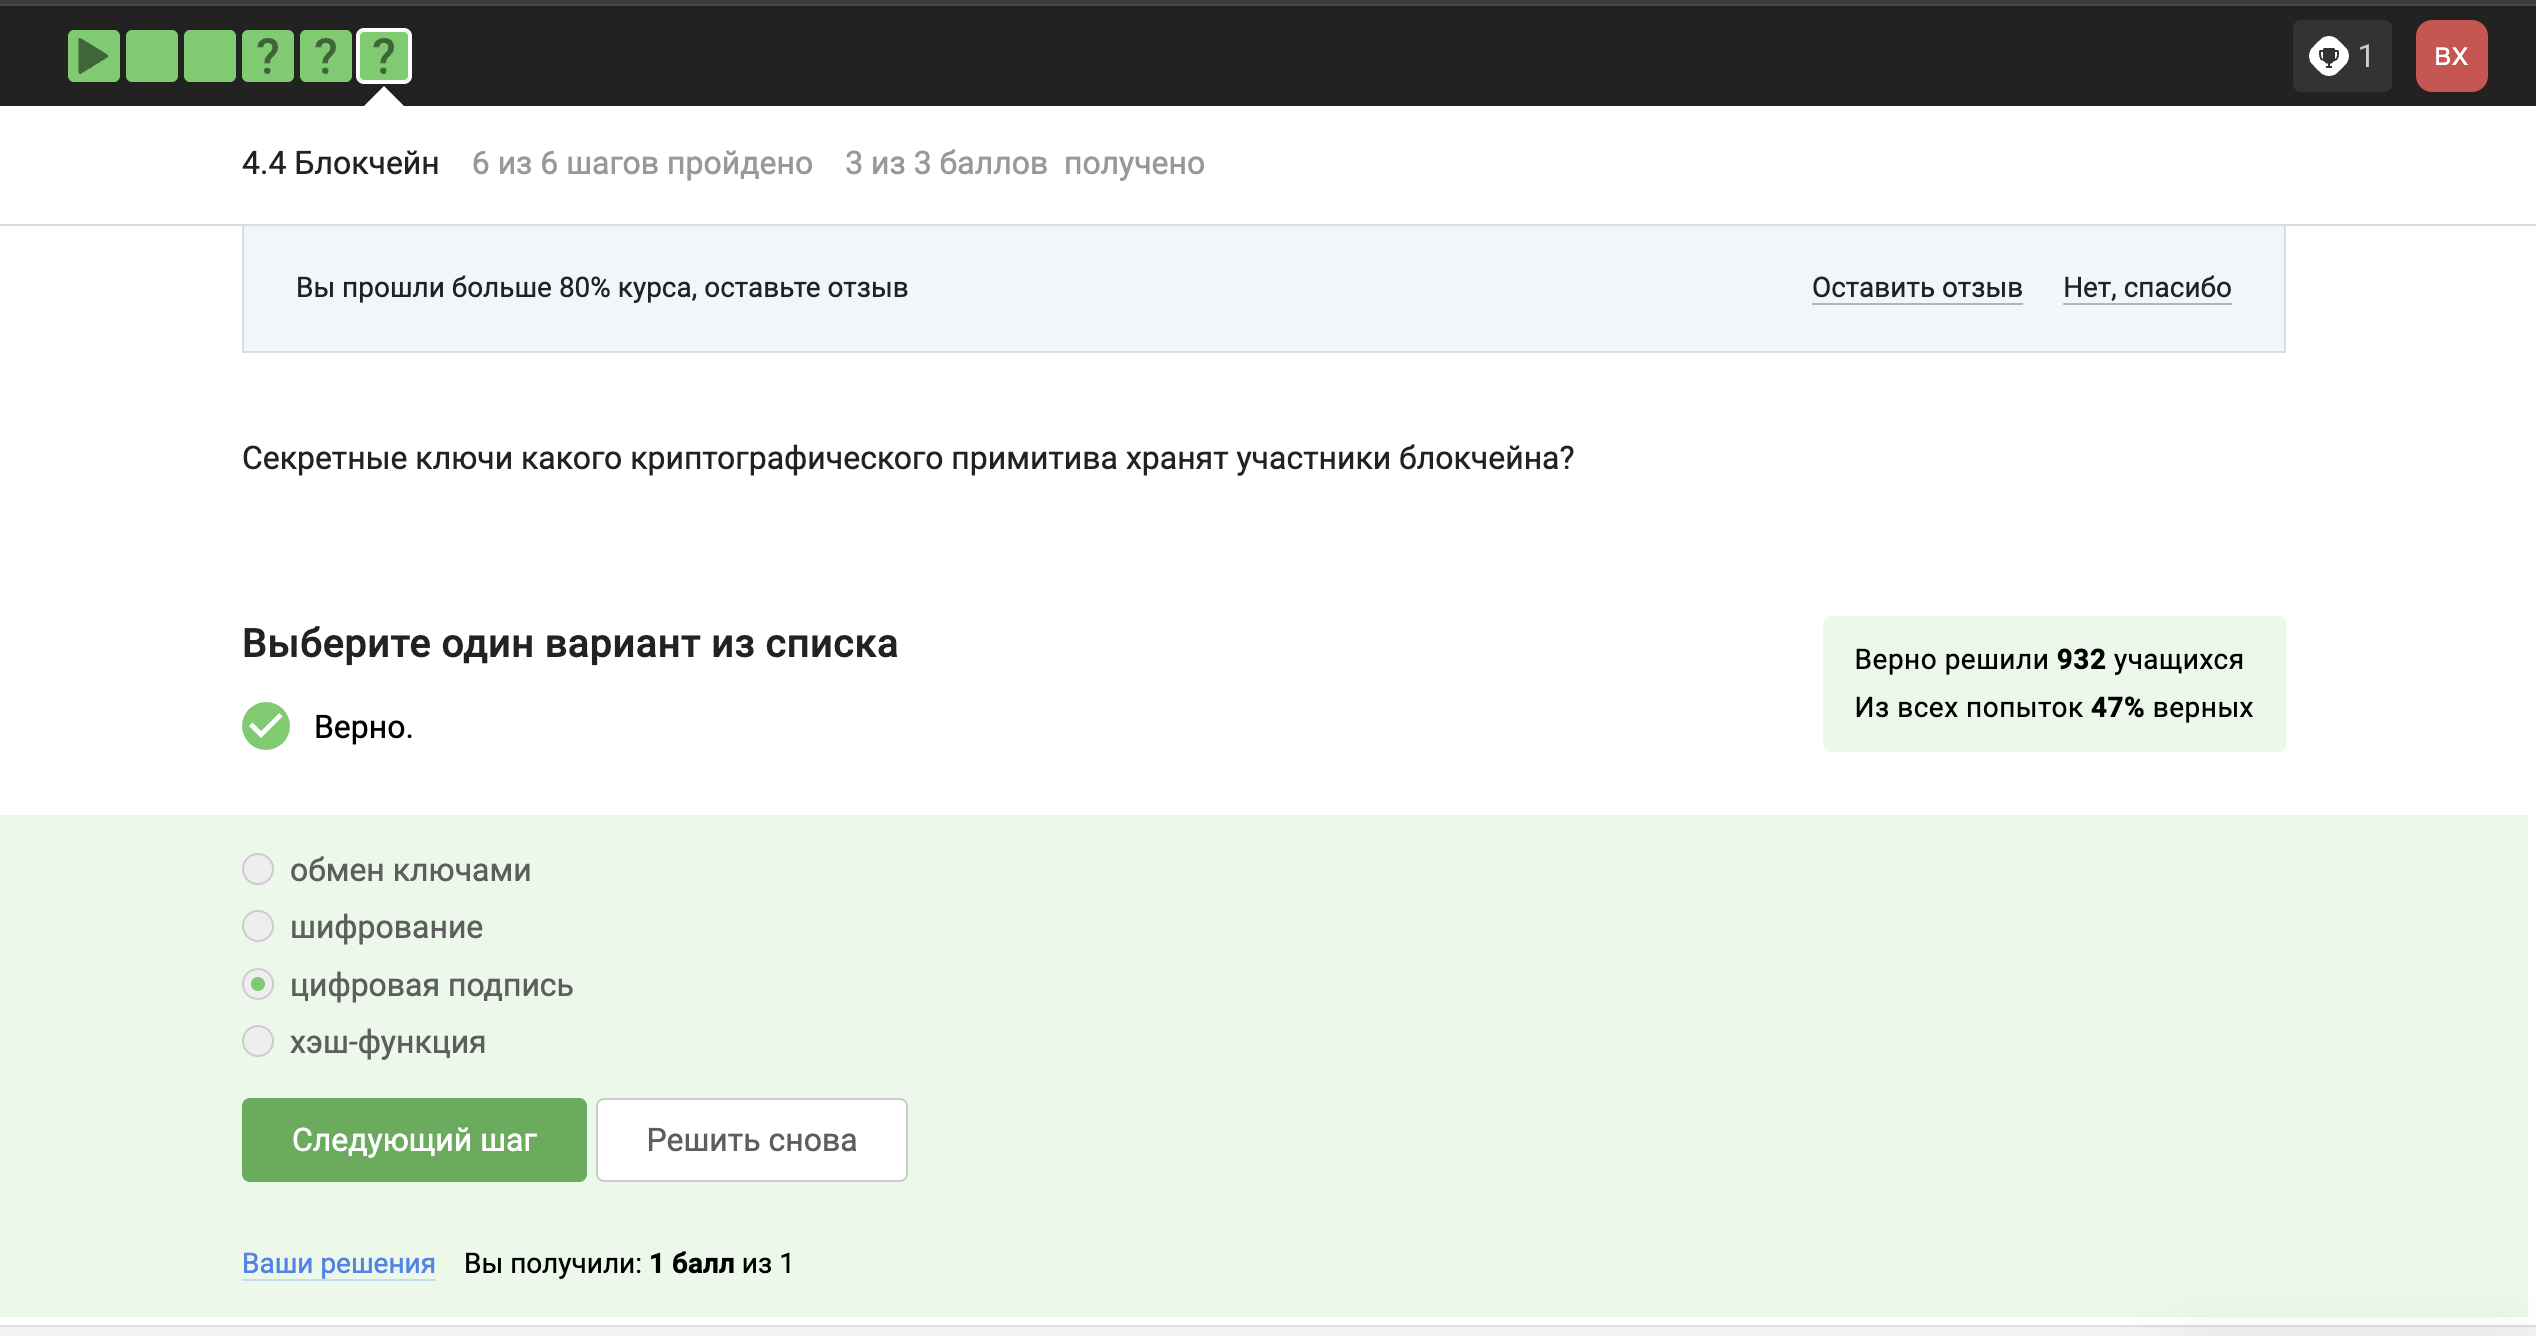 ? ? ?
1
ВХ
4.4 Блокчейн 6 из 6 шагов пройдено 3 из 3 баллов получено
Вы прошли больше 80% курса, оставьте отзыв Оставить отзыв Нет, спасибо
Секретные ключи какого криптографического примитива хранят участники блокчейна?
Выберите один вариант из списка
Верно.
Верно решили 932 учащихся
Из всех попыток 47% верных
обмен ключами
шифрование
цифровая подпись
хэш-функция
Следующий шаг Решить снова
Ваши решения Вы получили: 1 балл из 1